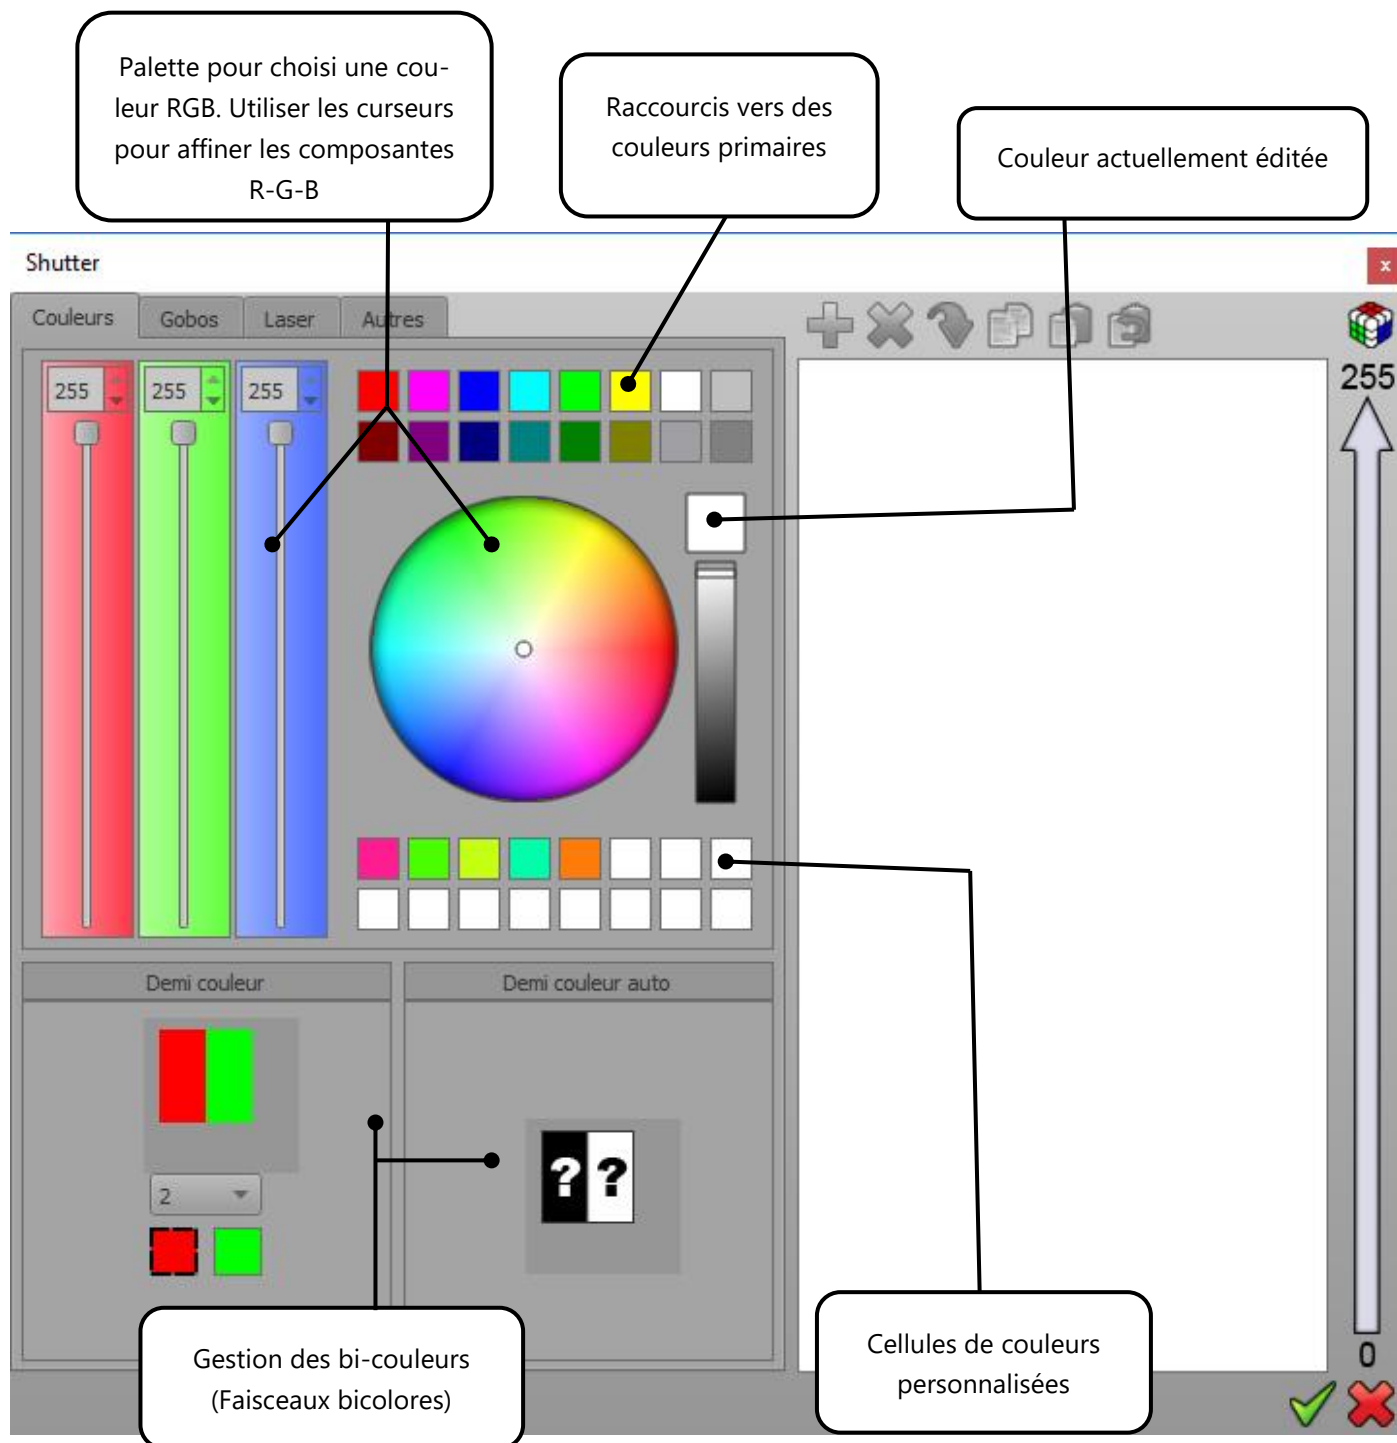 Palette pour choisi une cou-
leur RGB. Utiliser les curseurs
pour affiner les composantes
R-G-B
Raccourcis vers des
couleurs primaires
Couleur actuellement éditée
Shutter
x
Couleurs
Gobos
Laser
Autres
255
255
255
255
Demi couleur
Demi couleur auto
? ?
2
0
Gestion des bi-couleurs
(Faisceaux bicolores)
Cellules de couleurs
personnalisées